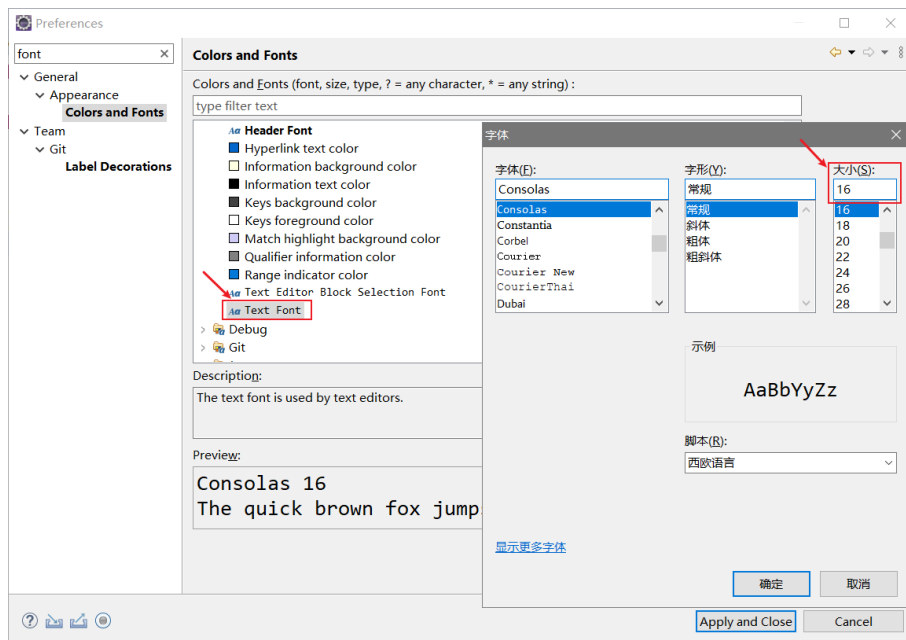 Preferences
font
General
Appearance
Colors and Fonts
Team
Git
Label Decorations
Colors and Fonts
Colors and Fonts (font, size, type, ? = any character, * = any string) :
type filter text
Aa Header Font
Hyperlink text color
Information background color
Information text color
Keys background color
Keys foreground color
Match highlight background color
Qualifier information color
Range indicator color
Aa Text Editor Block Selection Font
Aa Text Font
Debug
Git
Description:
The text font is used by text editors.
Preview:
Consolas 16
The quick brown fox jump
字体
字体(F):
Consolas
Consolas
Constantia
Corbel
Courier
Courier New
CourierThai
Dubai
字形(Y):
常规
常规
斜体
粗体
粗斜体
大小(S):
16
16
18
20
22
24
26
28
示例
AaBbYyZz
脚本(R):
西欧语言
显示更多字体
确定
取消
Apply and Close
Cancel